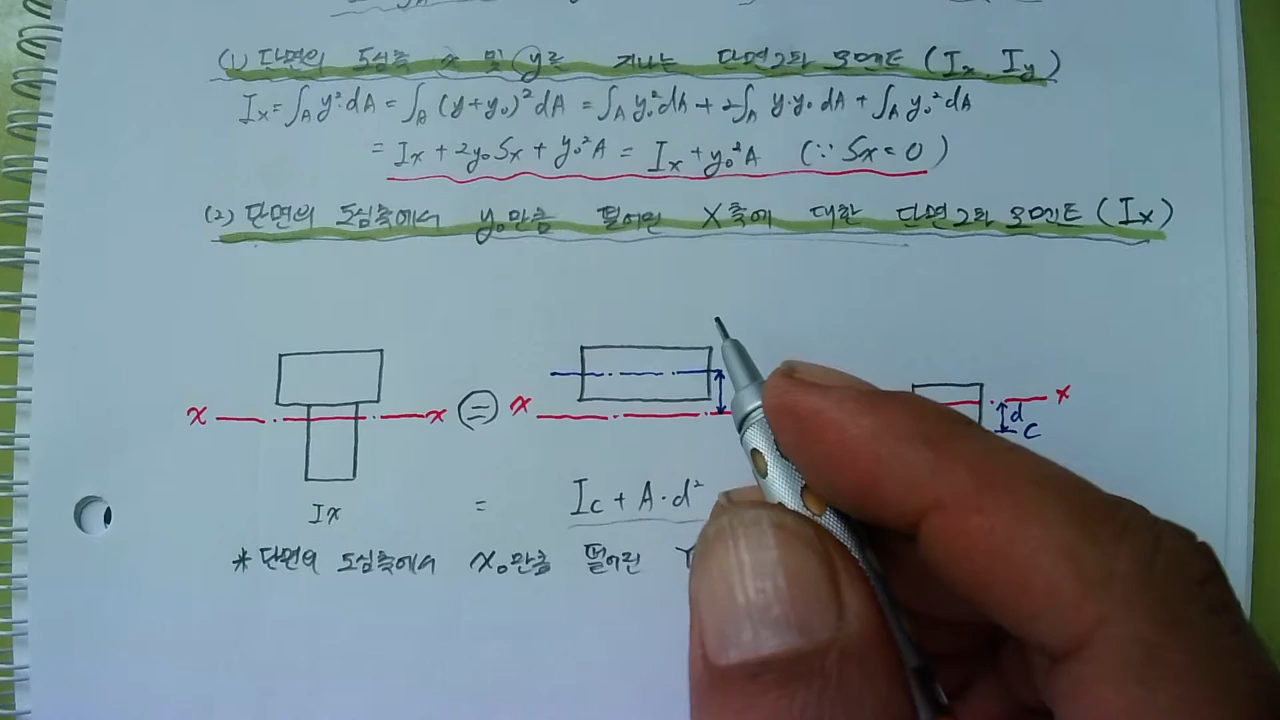 (1) 단면의 도심축 x 및 y를 지나는 단면2차 모멘트 (Ix, Iy)
Ix = ∫A y² dA = ∫A (y+y₀)² dA = ∫A y₀² dA + 2∫A y·y₀ dA + ∫A y₀² dA
= Ix + 2y₀Sx + y₀²A = Ix + y₀²A (∵ Sx = 0)
(2) 단면의 도심축에서 y₀만큼 떨어진 X축에 대한 단면2차 모멘트 (Ix)
x x = x x
d
c
Ix = Ic + A·d²
* 단면의 도심축에서 x₀만큼 떨어진 Y